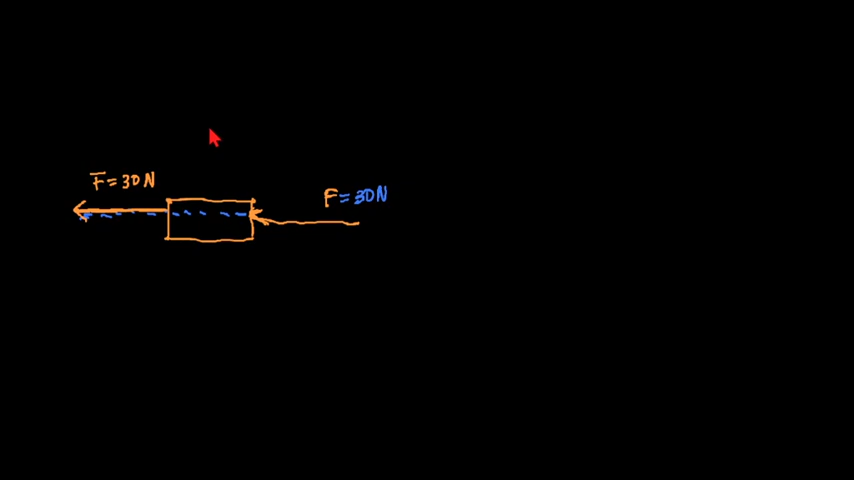 F = 30N
F = 30N